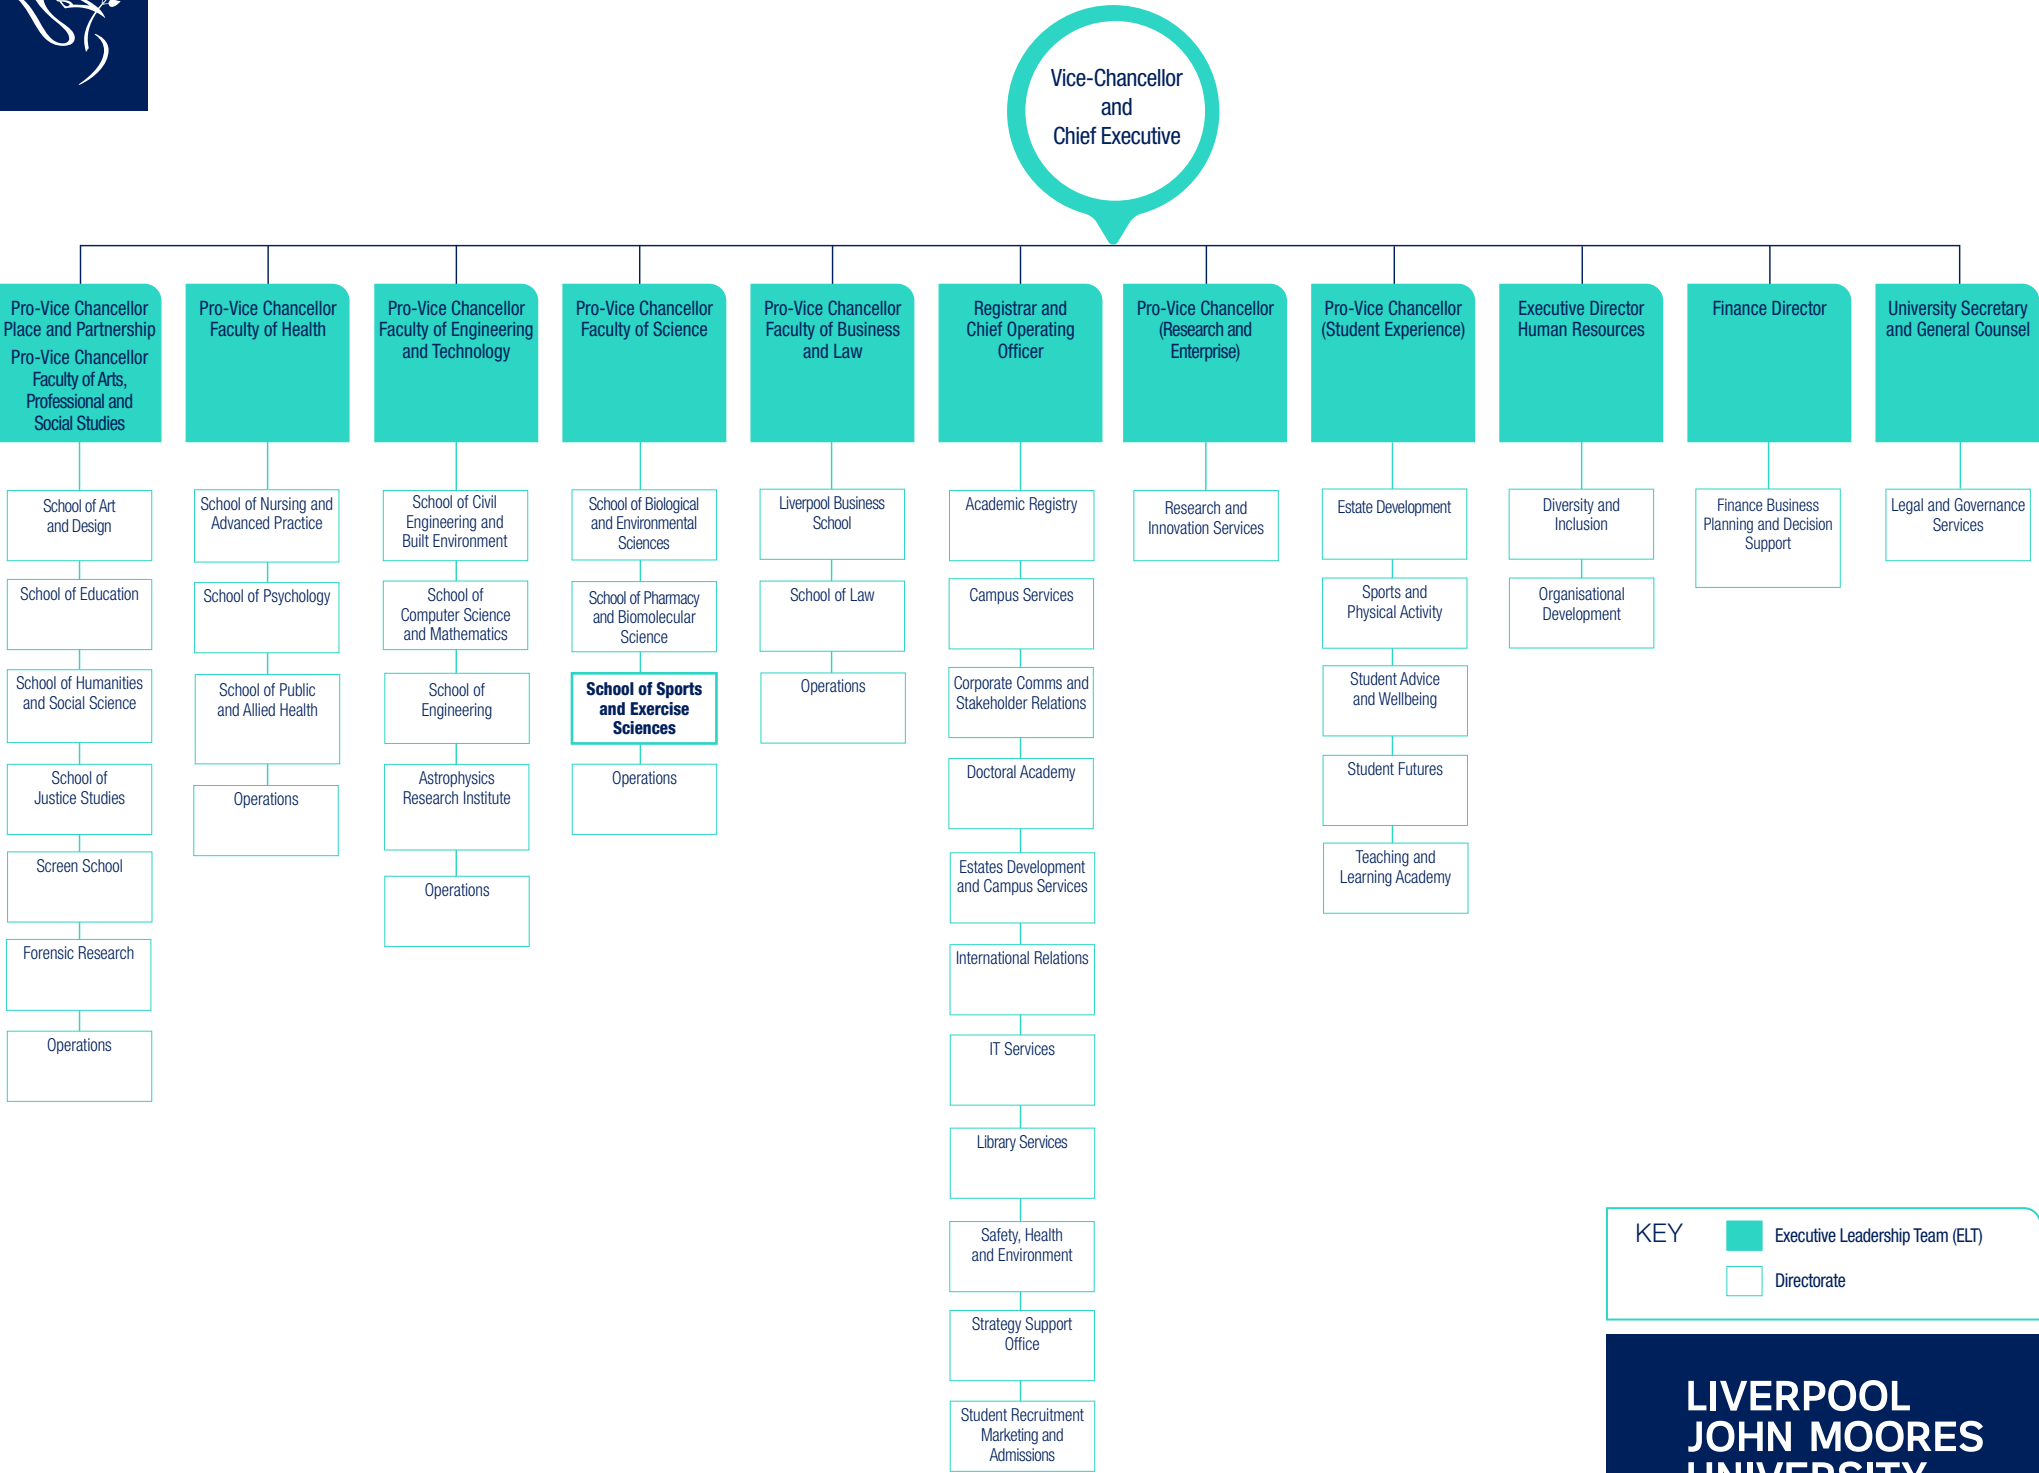 Vice-Chancellor
and
Chief Executive
Pro-Vice Chancellor
Place and Partnership
Pro-Vice Chancellor
Faculty of Arts,
Professional and
Social Studies
School of Art
and Design
School of Education
School of Humanities
and Social Science
School of
Justice Studies
Screen School
Forensic Research
Operations
Pro-Vice Chancellor
Faculty of Health
School of Nursing and
Advanced Practice
School of Psychology
School of Public
and Allied Health
Operations
Pro-Vice Chancellor
Faculty of Engineering
and Technology
School of Civil
Engineering and
Built Environment
School of
Computer Science
and Mathematics
School of
Engineering
Astrophysics
Research Institute
Operations
Pro-Vice Chancellor
Faculty of Science
School of Biological
and Environmental
Sciences
School of Pharmacy
and Biomolecular
Science
School of Sports
and Exercise
Sciences
Operations
Pro-Vice Chancellor
Faculty of Business
and Law
Liverpool Business
School
School of Law
Operations
Registrar and
Chief Operating
Officer
Academic Registry
Campus Services
Corporate Comms and
Stakeholder Relations
Doctoral Academy
Estates Development
and Campus Services
International Relations
IT Services
Library Services
Safety, Health
and Environment
Strategy Support
Office
Student Recruitment
Marketing and
Admissions
Pro-Vice Chancellor
(Research and
Enterprise)
Research and
Innovation Services
Pro-Vice Chancellor
(Student Experience)
Estate Development
Sports and
Physical Activity
Student Advice
and Wellbeing
Student Futures
Teaching and
Learning Academy
Executive Director
Human Resources
Diversity and
Inclusion
Organisational
Development
Finance Director
Finance Business
Planning and Decision
Support
University Secretary
and General Counsel
Legal and Governance
Services
KEY
Executive Leadership Team (ELT)
Directorate
LIVERPOOL
JOHN MOORES
UNIVERSITY